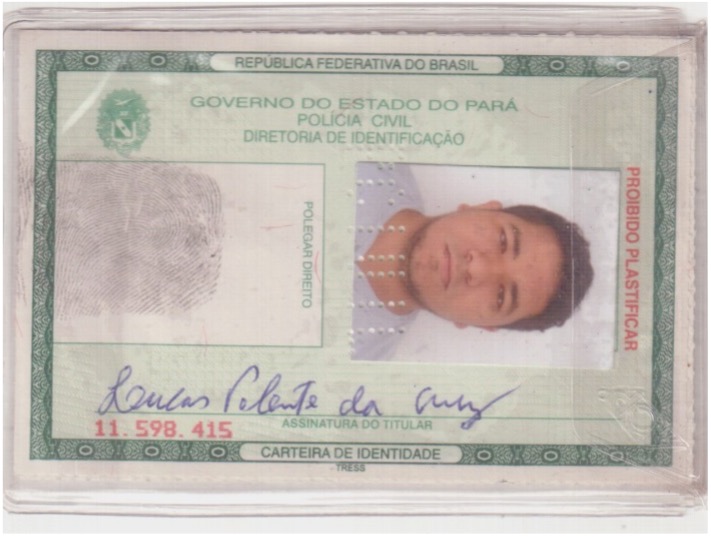 REPÚBLICA FEDERATIVA DO BRASIL
GOVERNO DO ESTADO DO PARÁ
POLÍCIA CIVIL
DIRETORIA DE IDENTIFICAÇÃO
POLEGAR DIREITO
PROIBIDO PLASTIFICAR
Lucas Valente da Cruz
11.598.415
ASSINATURA DO TITULAR
CARTEIRA DE IDENTIDADE
TRESS